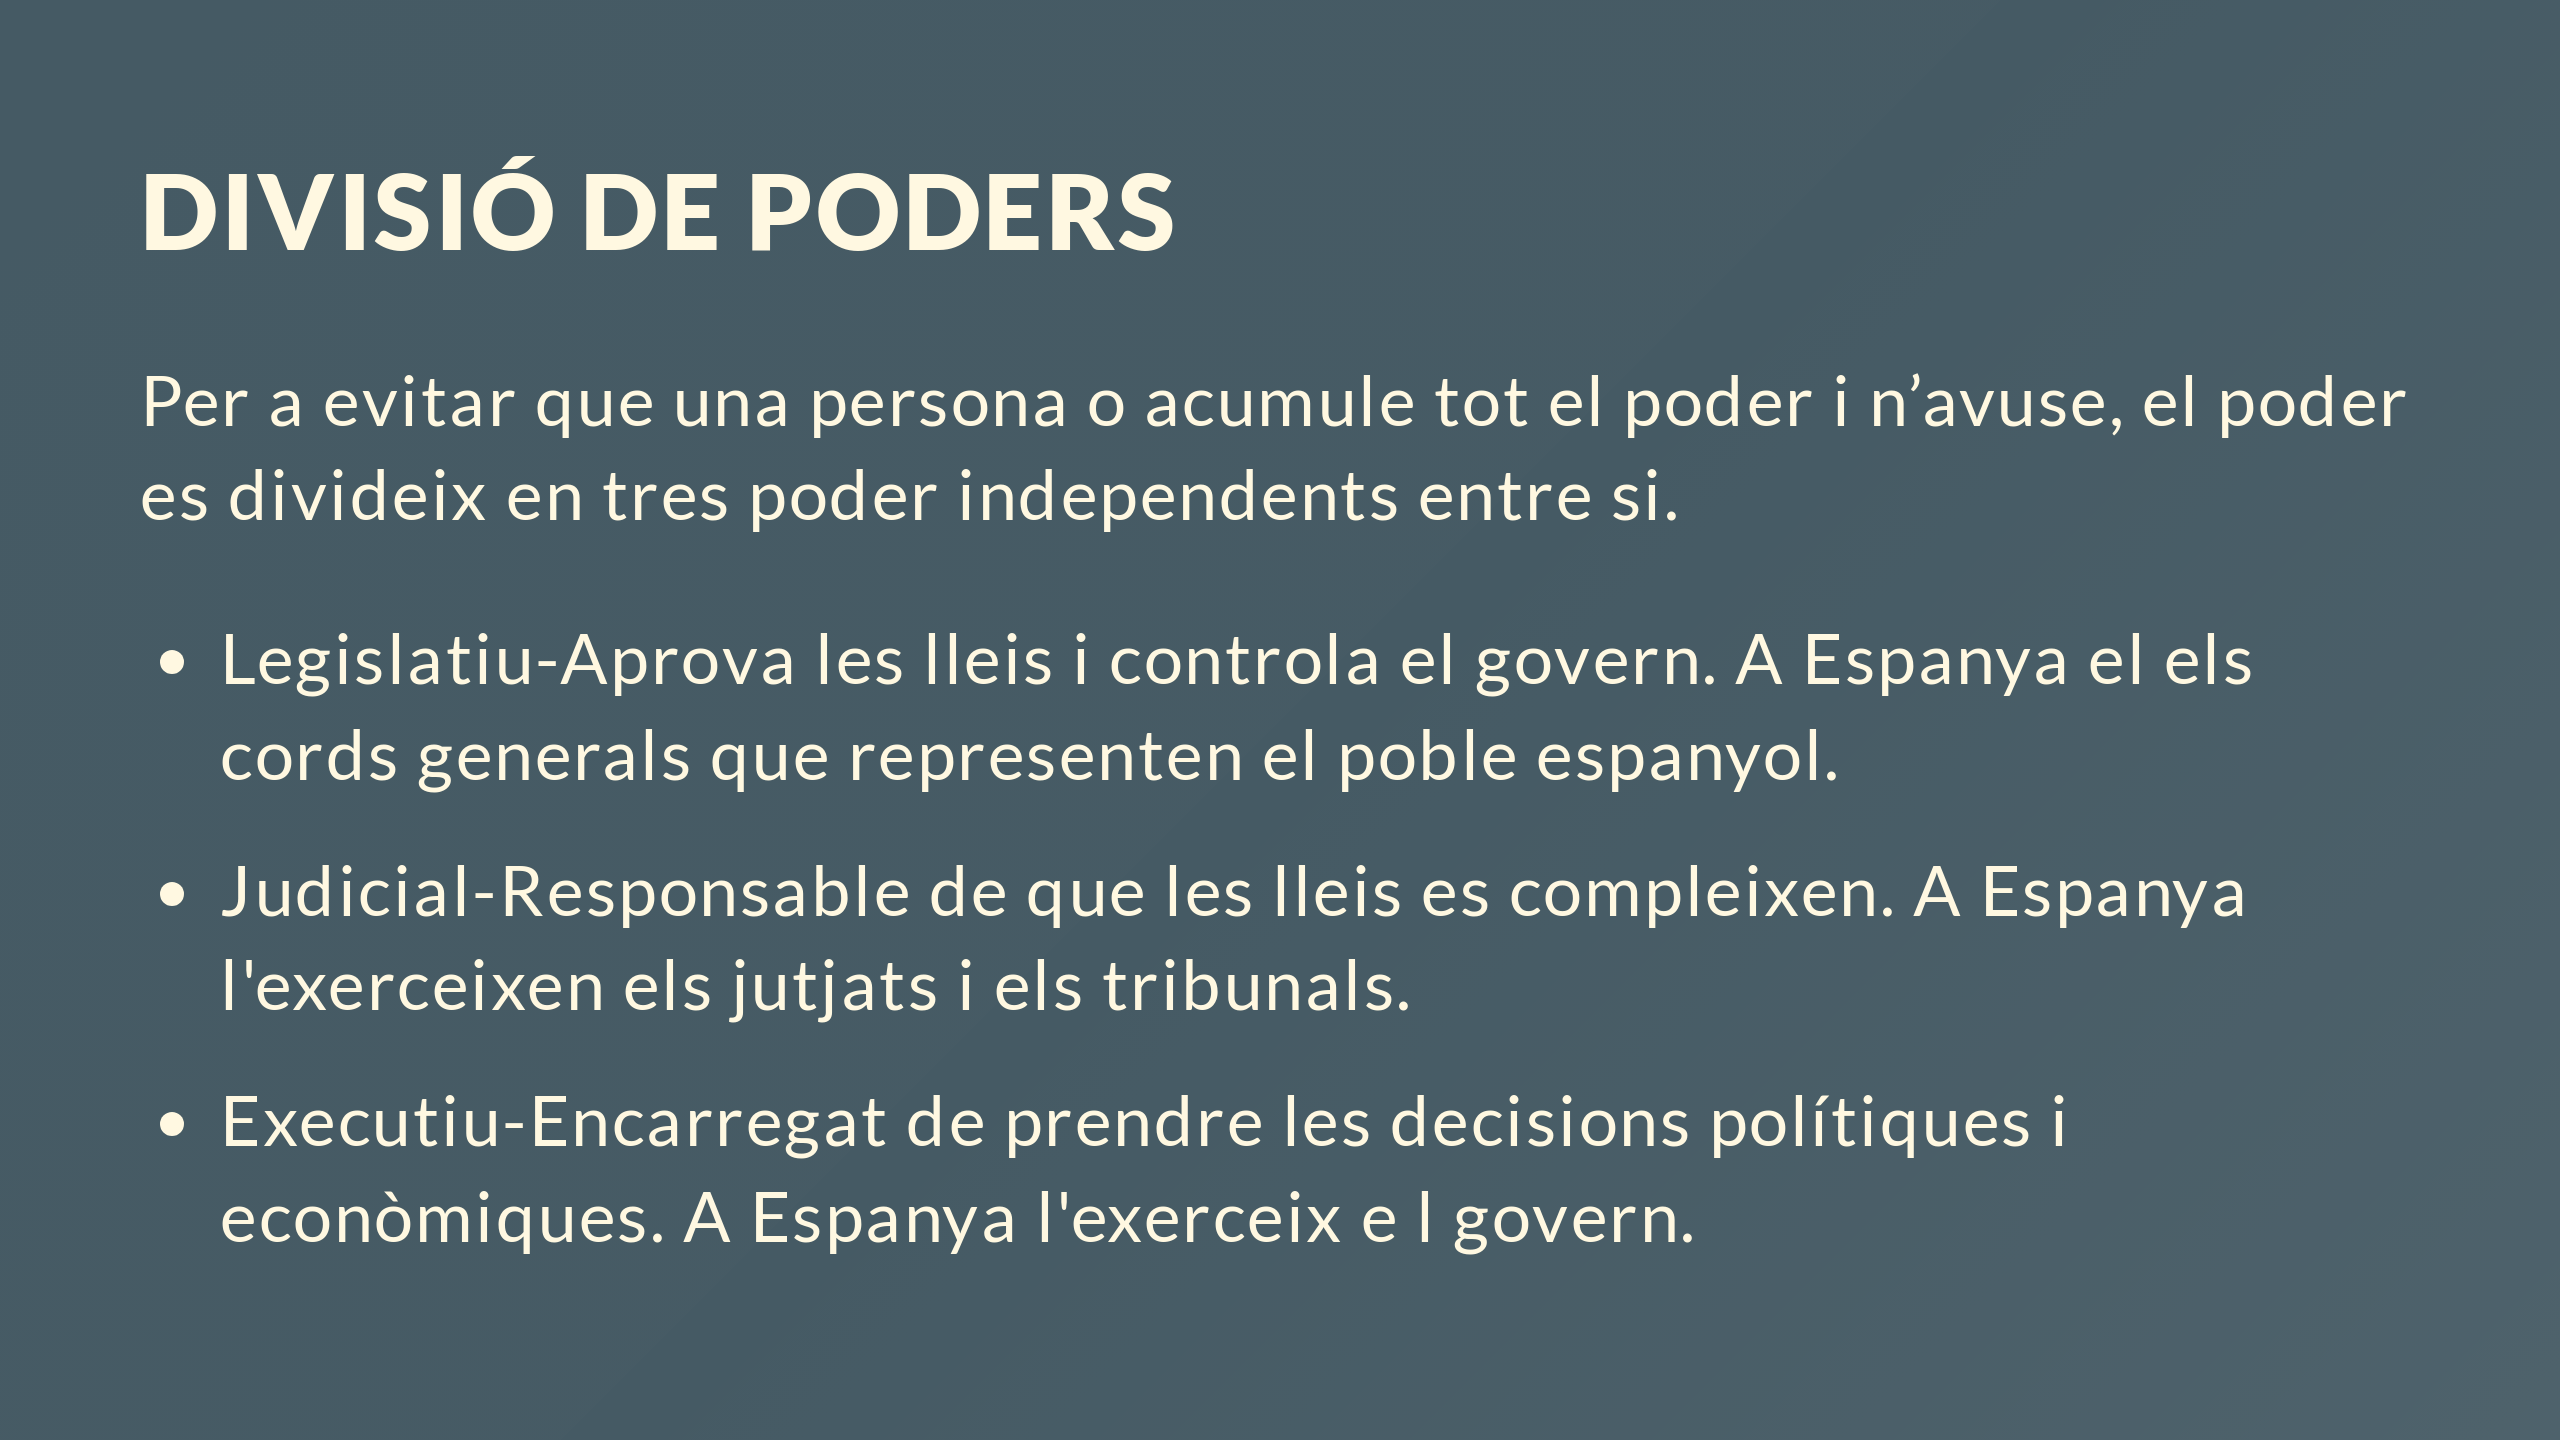 DIVISIÓ DE PODERS
Per a evitar que una persona o acumule tot el poder i n’avuse, el poder
es divideix en tres poder independents entre si.
• Legislatiu-Aprova les lleis i controla el govern. A Espanya el els
cords generals que representen el poble espanyol.
• Judicial-Responsable de que les lleis es compleixen. A Espanya
l'exerceixen els jutjats i els tribunals.
• Executiu-Encarregat de prendre les decisions polítiques i
econòmiques. A Espanya l'exerceix e l govern.